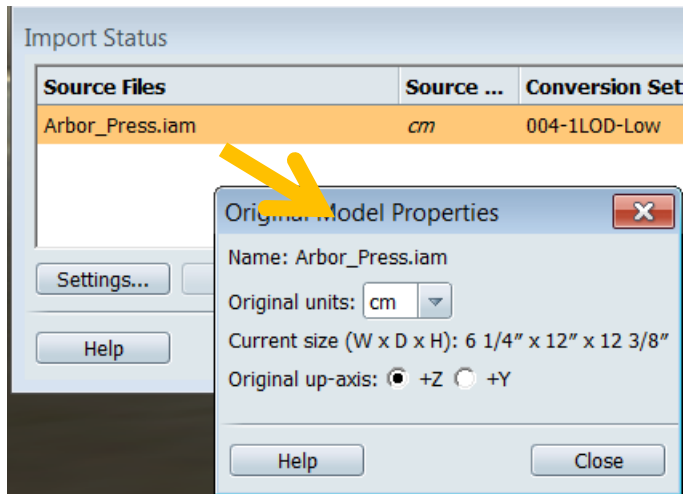 Import Status
Source Files Source ... Conversion Set
Arbor_Press.iam cm 004-1LOD-Low
Original Model Properties
Name: Arbor_Press.iam
Settings...
Original units: cm
Current size (W x D x H): 6 1/4" x 12" x 12 3/8"
Help
Original up-axis: +Z +Y
Help Close